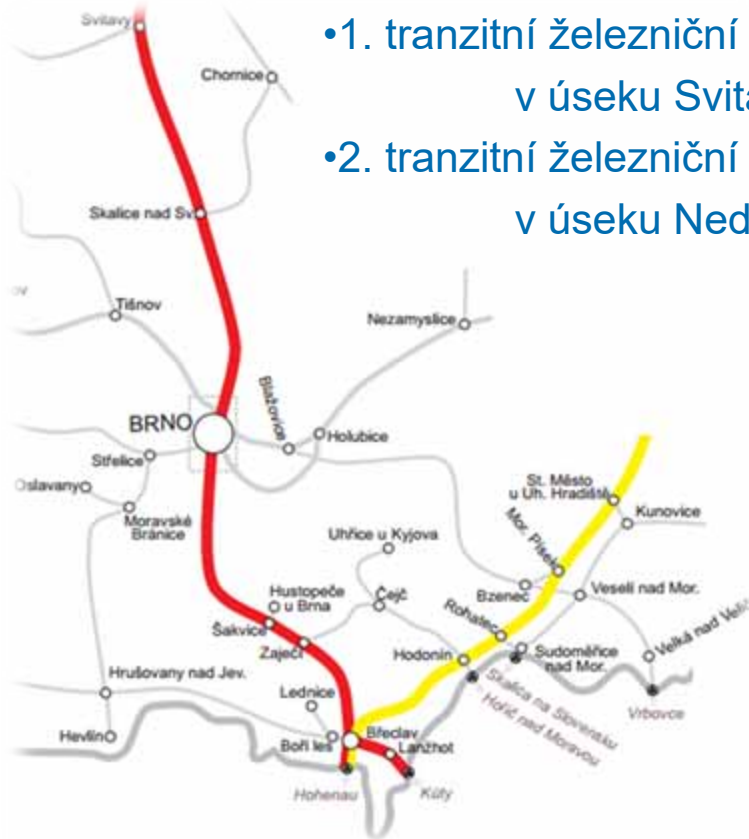 •1. tranzitní železniční
v úseku Svita
•2. tranzitní železniční
v úseku Ned
Svitavy
Chornice
Skalice nad Sv.
ov
Tišnov
Nezamyslice
Blažovice
BRNO
Holubice
Střelice
Oslavany
Moravské
Bránice
St. Město
u Uh. Hradiště
Kunovice
Mor. Písek
Uhřice u Kyjova
Hustopeče
u Brna
Čejč
Bzenec
Veselí nad Mor.
Šakvice
Rohatec
Zaječí
Hodonín
Sudoměřice
nad Mor.
Velká nad Velič
Hrušovany nad Jev.
Lednice
Skalica na Slovensku
Holíč nad Moravou
Vrbovce
Hevlín
Boří les
Břeclav
Lanžhot
Hohenau
Kúty